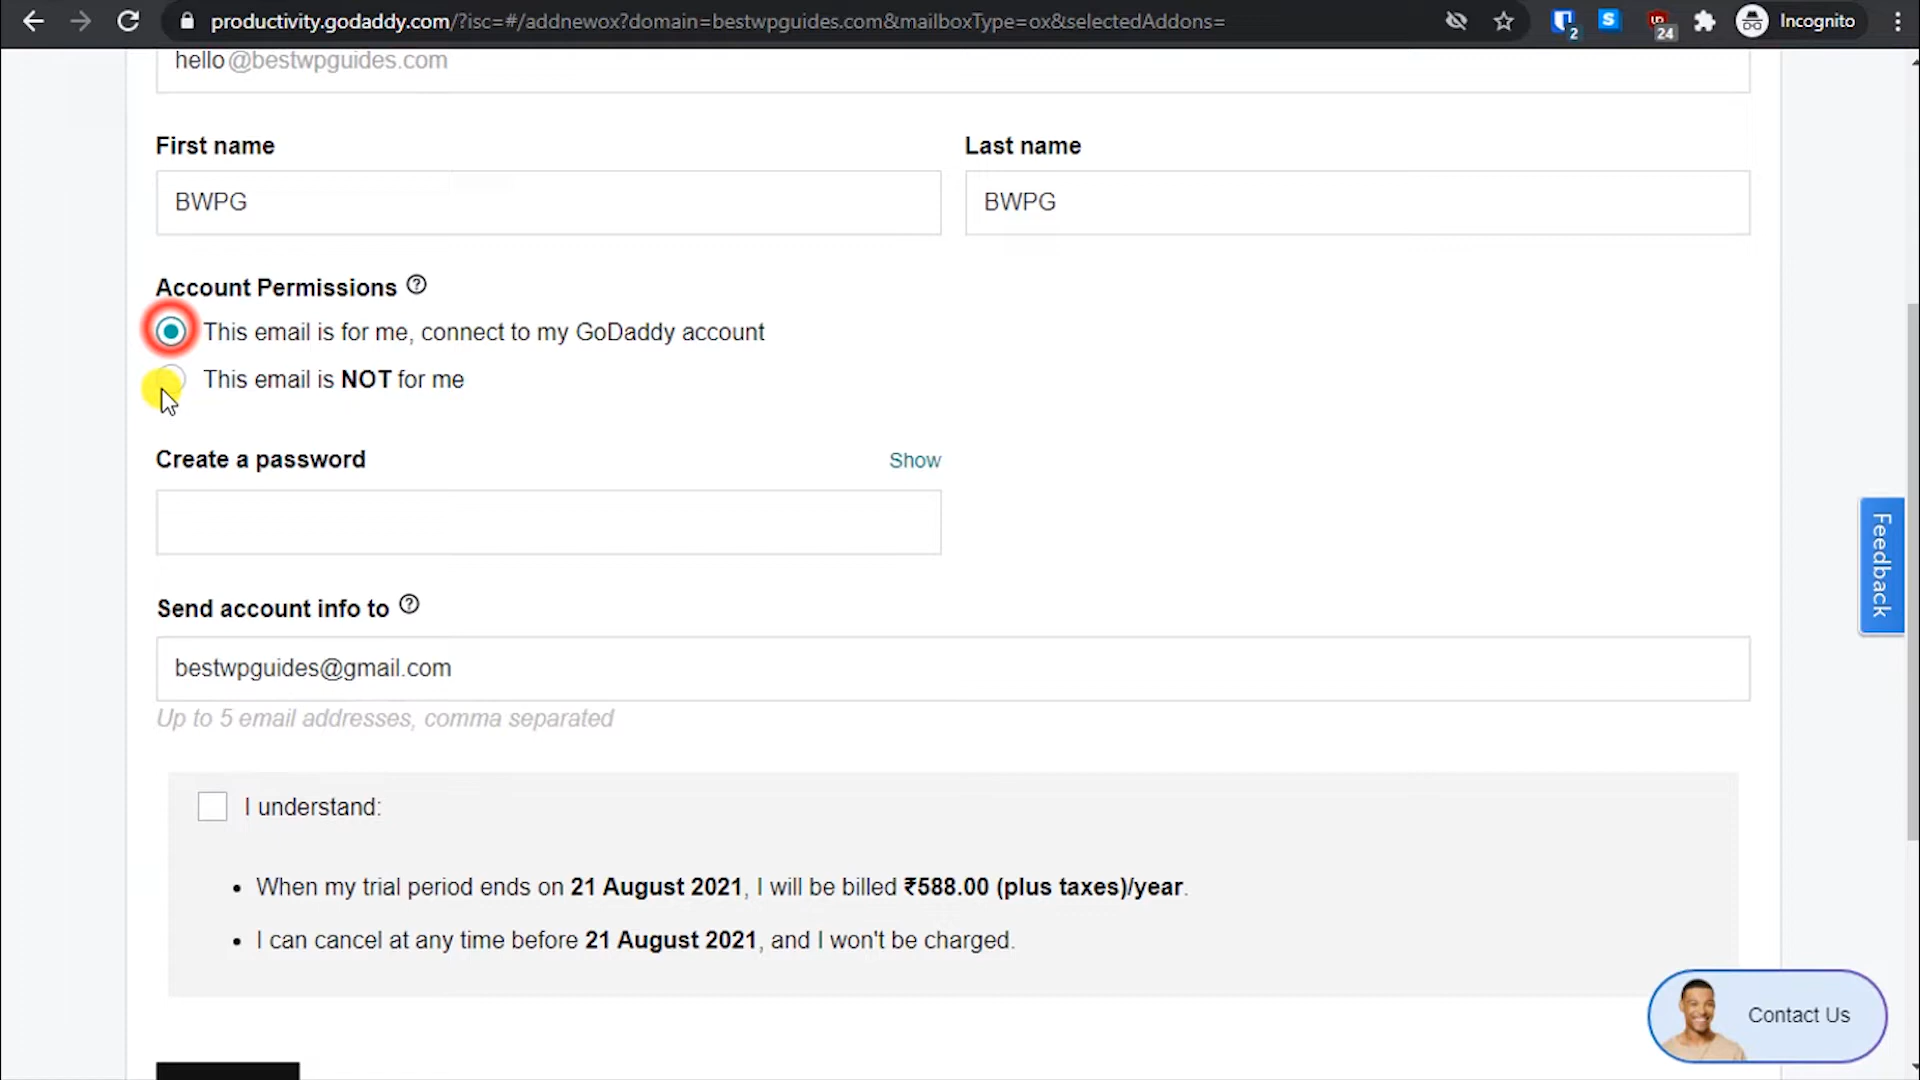 productivity.godaddy.com/?isc=#/addnewox?domain=bestwpguides.com&mailboxType=ox&selectedAddons=
2
S
24
Incognito
hello @bestwpguides.com
First name
Last name
BWPG
BWPG
Account Permissions
This email is for me, connect to my GoDaddy account
This email is NOT for me
Create a password
Show
Send account info to
bestwpguides@gmail.com
Up to 5 email addresses, comma separated
I understand:
• When my trial period ends on 21 August 2021, I will be billed ₹588.00 (plus taxes)/year.
• I can cancel at any time before 21 August 2021, and I won't be charged.
Feedback
Contact Us